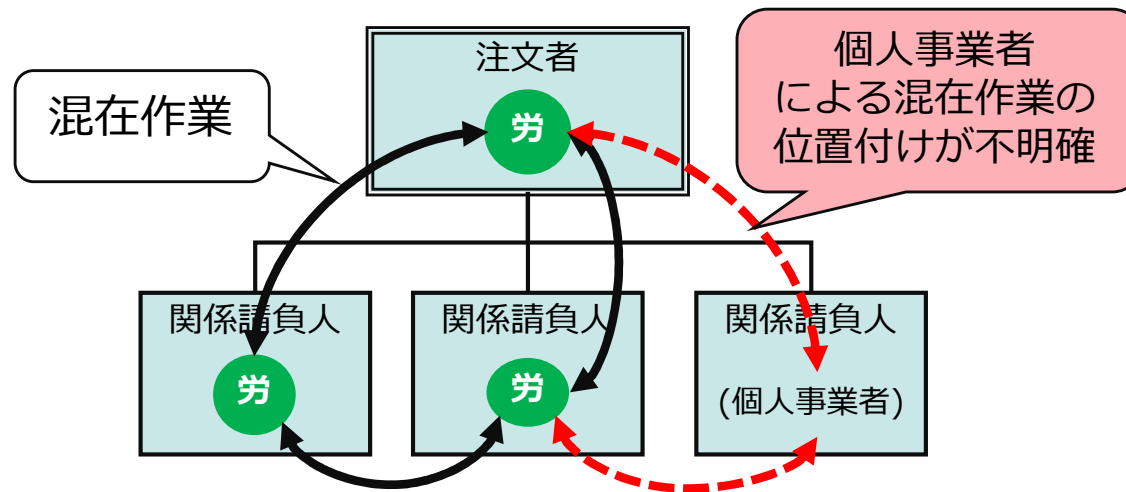 注文者
労
混在作業
個人事業者
による混在作業の
位置付けが不明確
関係請負人
労
関係請負人
労
関係請負人
(個人事業者)